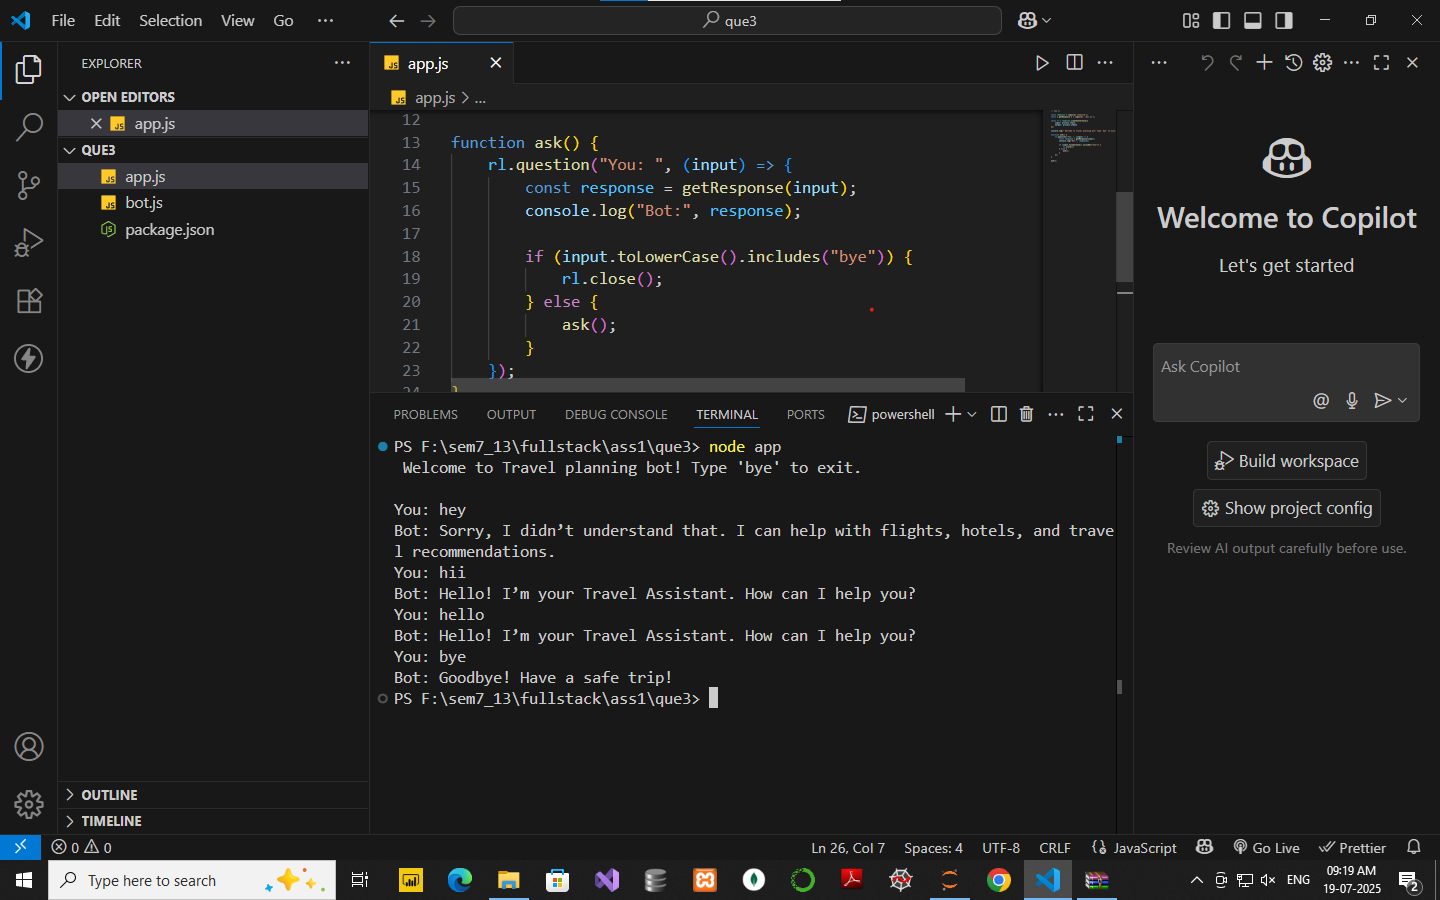 File Edit Selection View Go ...
que3
EXPLORER
OPEN EDITORS
app.js
QUE3
app.js
bot.js
package.json
OUTLINE
TIMELINE
app.js
app.js > ...
12
13 function ask() {
14 rl.question("You: ", (input) => {
15 const response = getResponse(input);
16 console.log("Bot:", response);
17
18 if (input.toLowerCase().includes("bye")) {
19 rl.close();
20 } else {
21 ask();
22 }
23 });
24 }
PROBLEMS OUTPUT DEBUG CONSOLE TERMINAL PORTS powershell
PS F:\sem7_13\fullstack\ass1\que3> node app
Welcome to Travel planning bot! Type 'bye' to exit.
You: hey
Bot: Sorry, I didn’t understand that. I can help with flights, hotels, and trave
l recommendations.
You: hii
Bot: Hello! I’m your Travel Assistant. How can I help you?
You: hello
Bot: Hello! I’m your Travel Assistant. How can I help you?
You: bye
Bot: Goodbye! Have a safe trip!
PS F:\sem7_13\fullstack\ass1\que3>
Welcome to Copilot
Let's get started
Ask Copilot
Build workspace
Show project config
Review AI output carefully before use.
0 0
Ln 26, Col 7 Spaces: 4 UTF-8 CRLF JavaScript Go Live Prettier
Type here to search
ENG
09:19 AM
19-07-2025
2